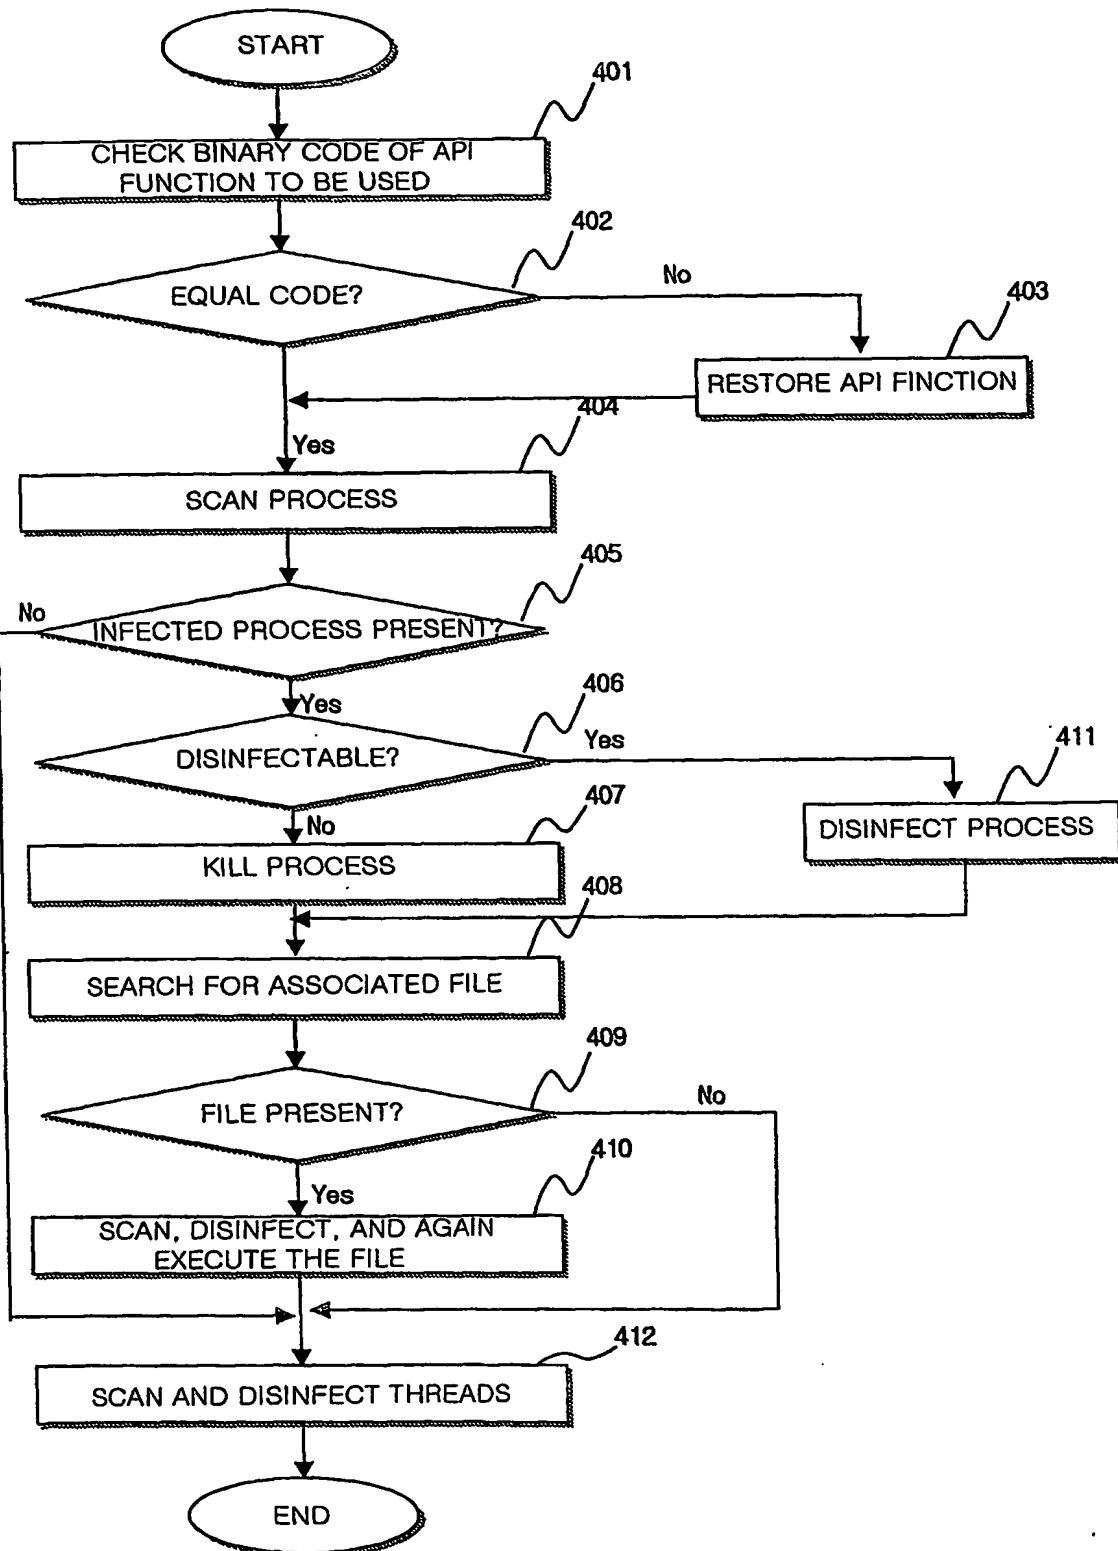 START
401
CHECK BINARY CODE OF API
FUNCTION TO BE USED
402
EQUAL CODE?
No
403
RESTORE API FINCTION
404
Yes
SCAN PROCESS
405
No
INFECTED PROCESS PRESENT?
Yes
406
DISINFECTABLE?
Yes
411
DISINFECT PROCESS
No
407
KILL PROCESS
408
SEARCH FOR ASSOCIATED FILE
409
FILE PRESENT?
No
Yes
410
SCAN, DISINFECT, AND AGAIN
EXECUTE THE FILE
412
SCAN AND DISINFECT THREADS
END